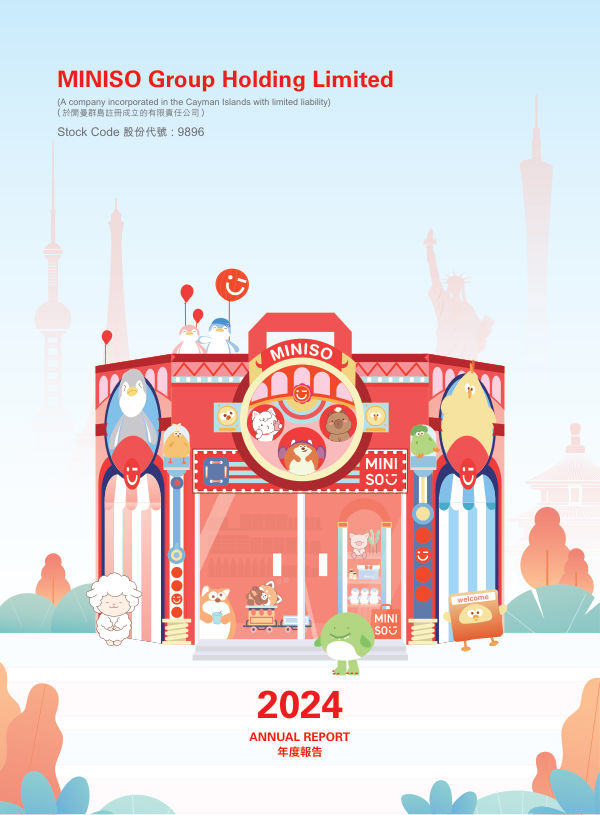 MINISO Group Holding Limited
(A company incorporated in the Cayman Islands with limited liability)
(於開曼群島註冊成立的有限責任公司)
Stock Code 股份代號 : 9896
MINISO
MINI
SO
MINI
SO
welcome
2024
ANNUAL REPORT
年度報告